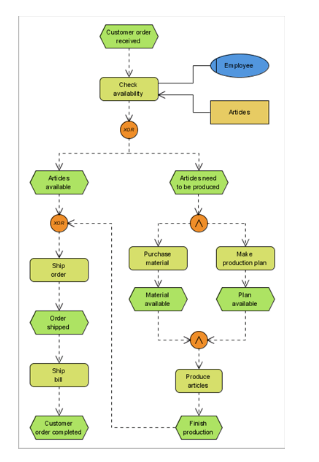 Customer order
received
Check
availability
Employee
Articles
XOR
Articles
available
Articles need
to be produced
XOR
Purchase
material
Make
production plan
Ship
order
Material
available
Plan
available
Order
shipped
Ship
bill
Produce
articles
Customer
order completed
Finish
production